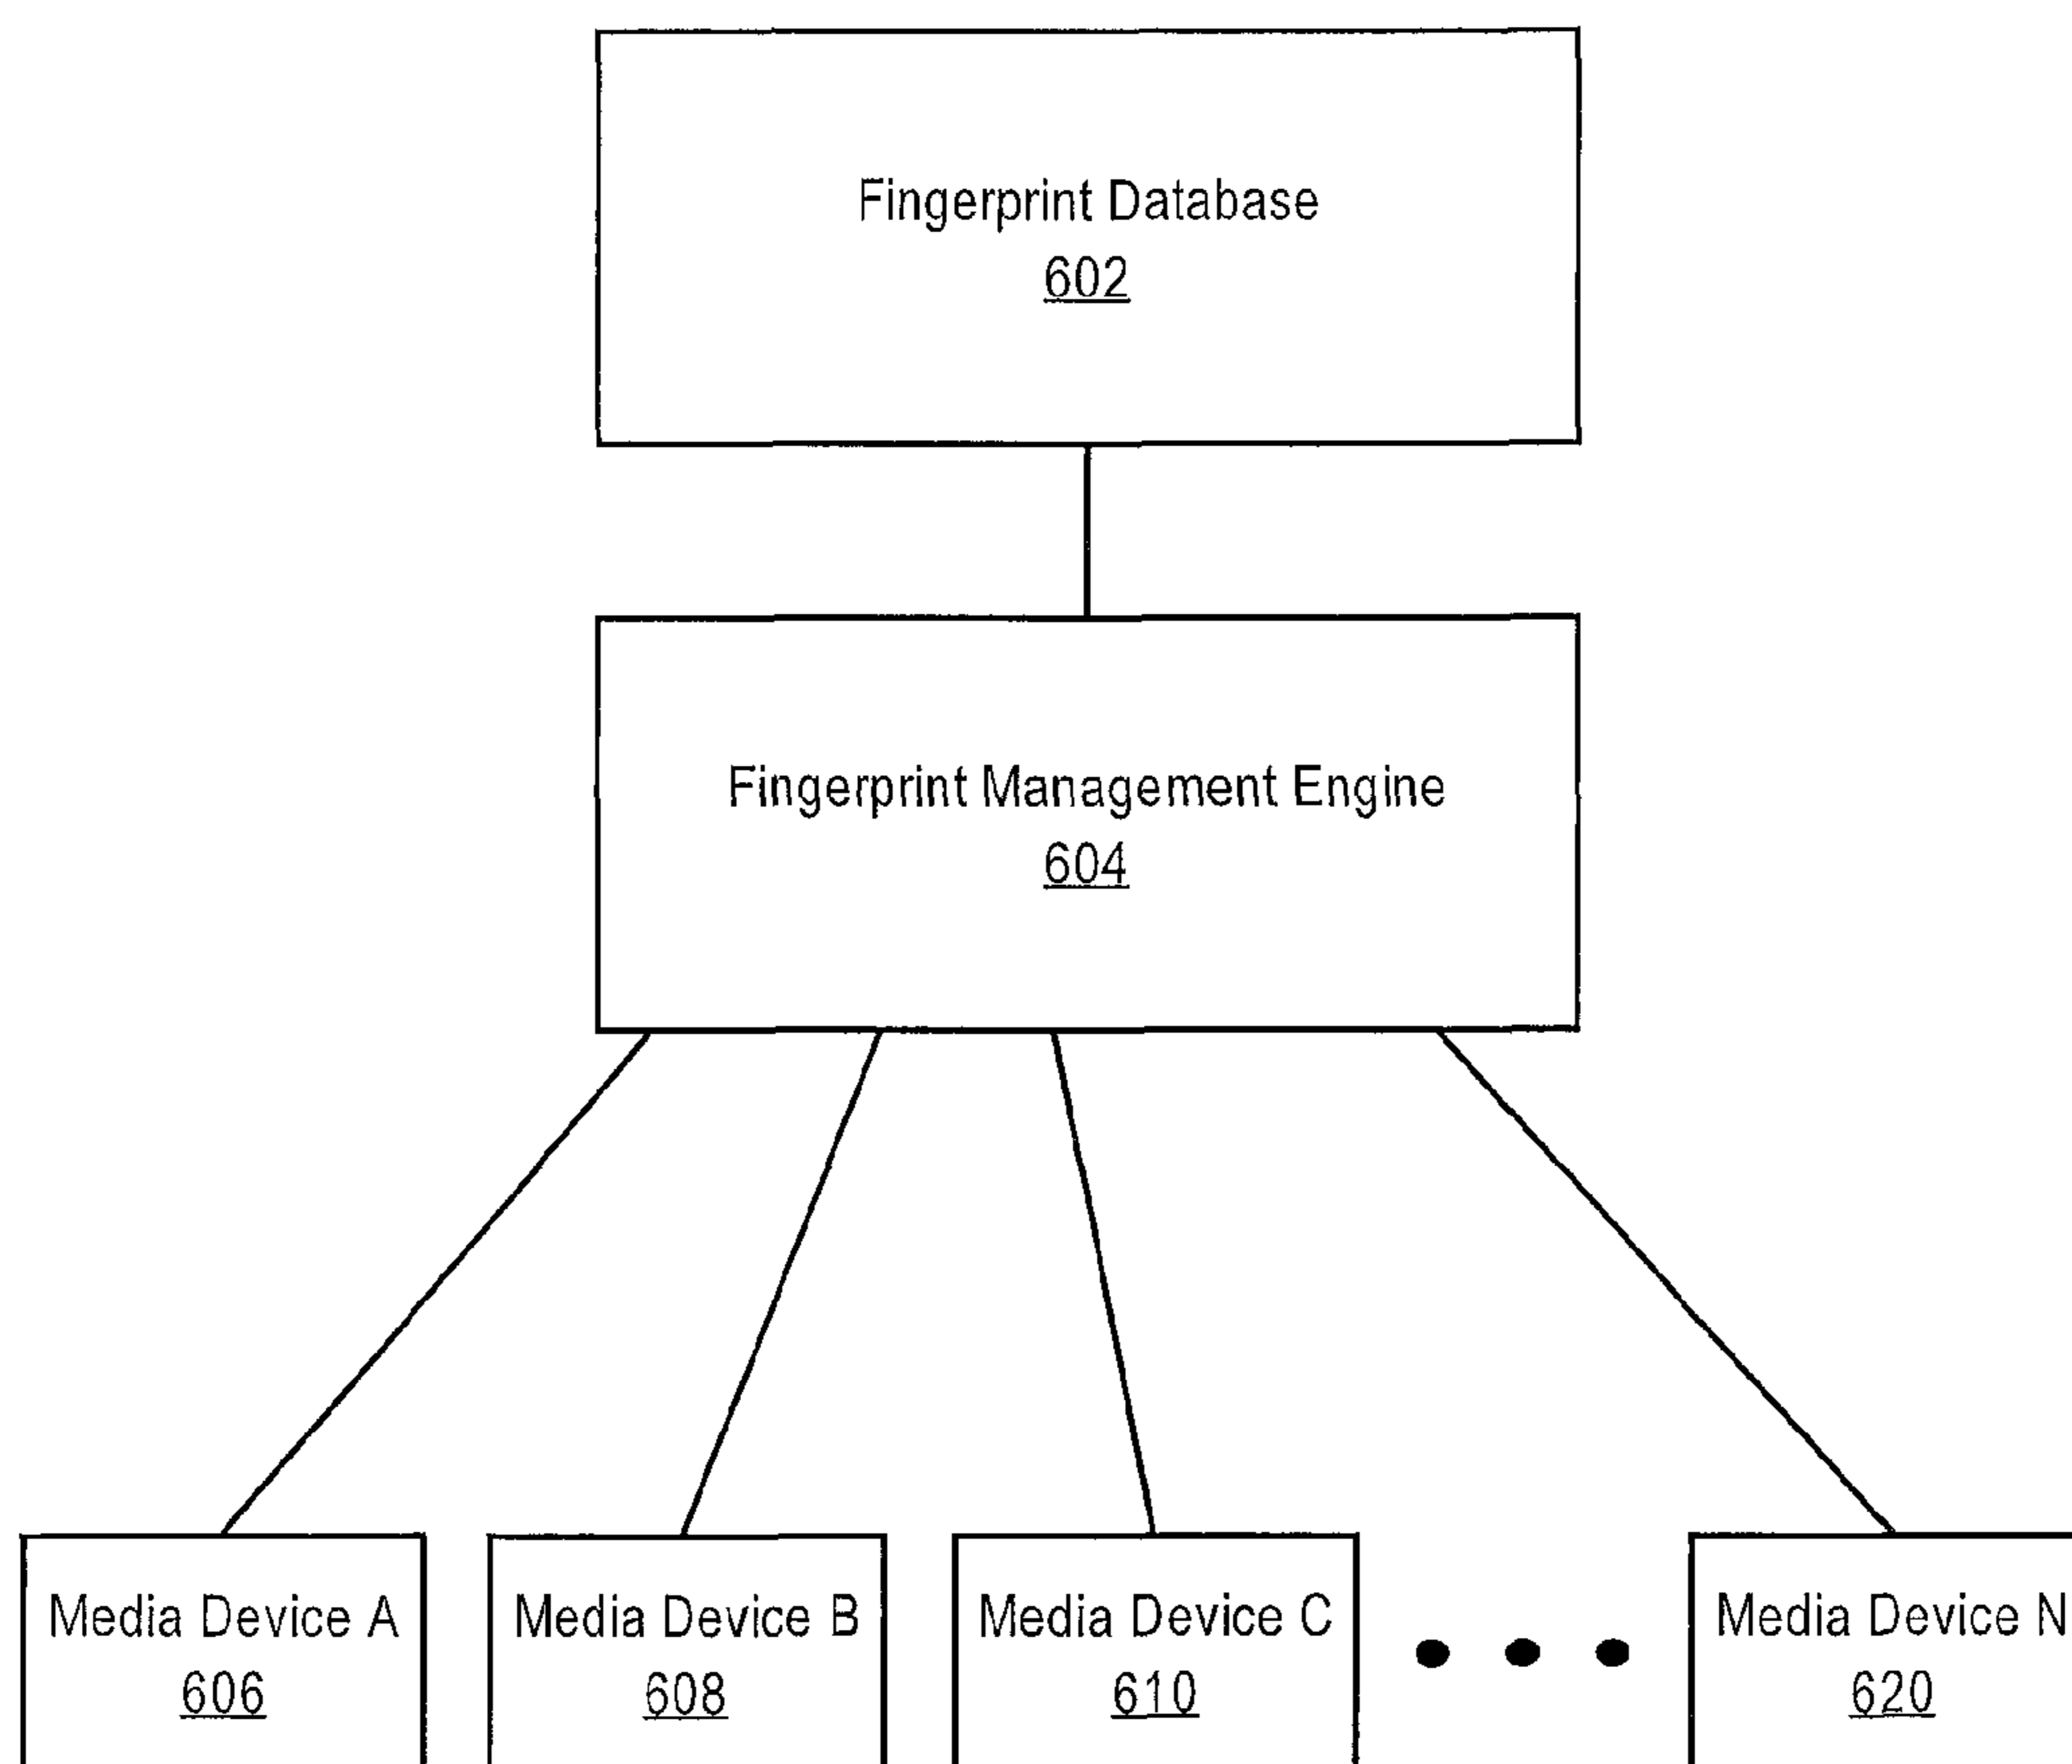 Fingerprint Database
602
Fingerprint Management Engine
604
Media Device A
606
Media Device B
608
Media Device C
610
Media Device N
620